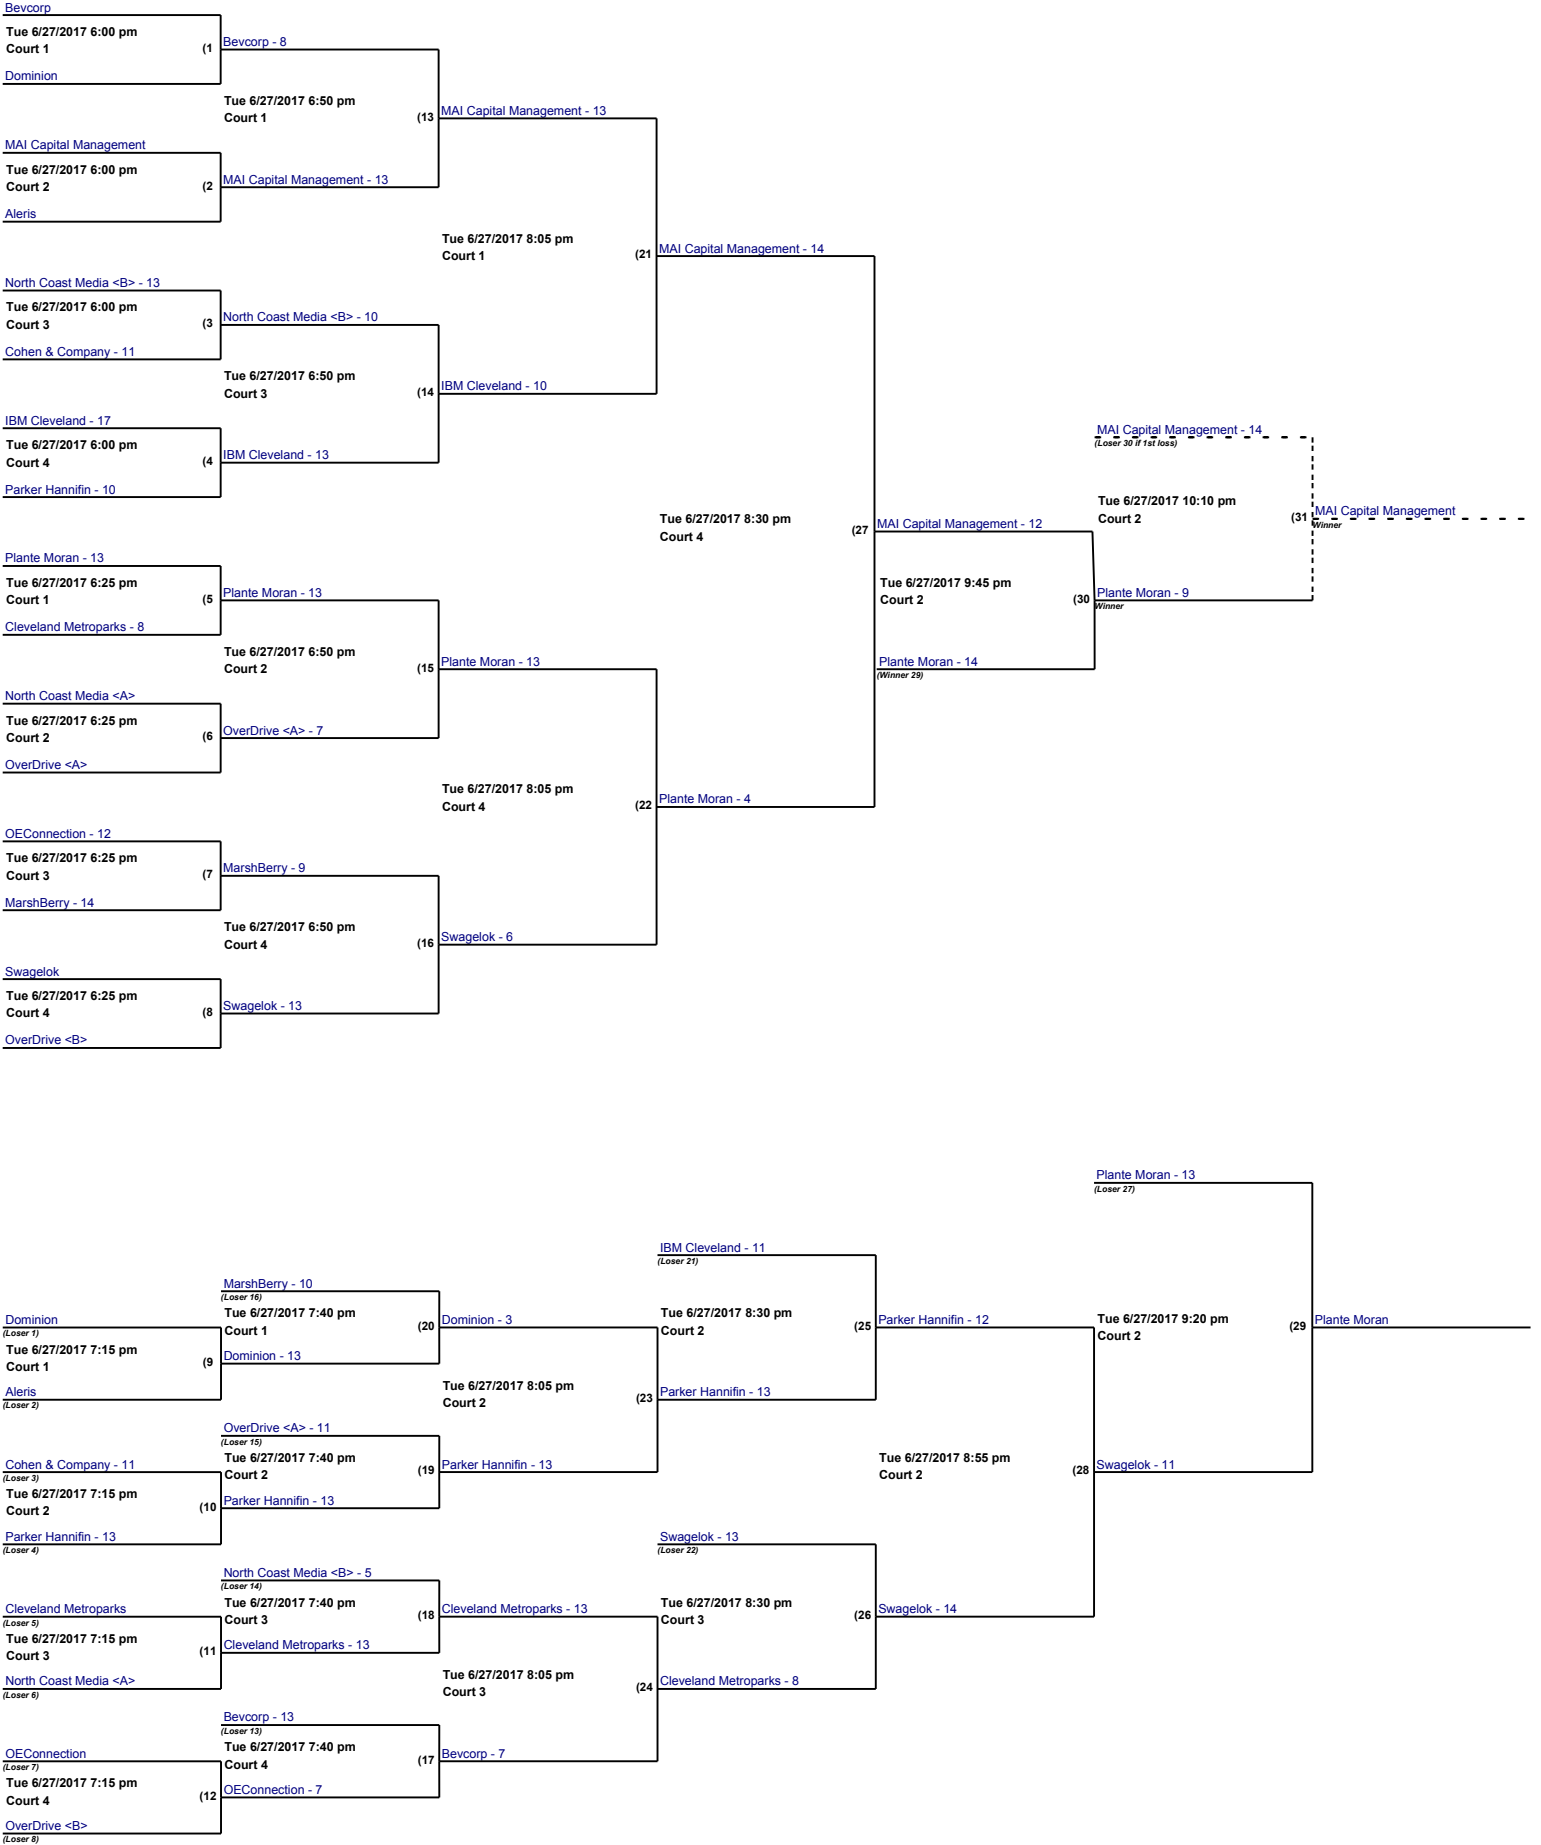 Bevcorp
Tue 6/27/2017 6:00 pm
Court 1
(1
Bevcorp - 8
Dominion
Tue 6/27/2017 6:50 pm
Court 1
(13
MAI Capital Management - 13
MAI Capital Management
Tue 6/27/2017 6:00 pm
Court 2
(2
MAI Capital Management - 13
Aleris
Tue 6/27/2017 8:05 pm
Court 1
(21
MAI Capital Management - 14
North Coast Media <B> - 13
Tue 6/27/2017 6:00 pm
Court 3
(3
North Coast Media <B> - 10
Cohen & Company - 11
Tue 6/27/2017 6:50 pm
Court 3
(14
IBM Cleveland - 10
IBM Cleveland - 17
Tue 6/27/2017 6:00 pm
Court 4
(4
IBM Cleveland - 13
Parker Hannifin - 10
MAI Capital Management - 14
(Loser 30 if 1st loss)
Tue 6/27/2017 10:10 pm
Court 2
(31
MAI Capital Management
Winner
Tue 6/27/2017 8:30 pm
Court 4
(27
MAI Capital Management - 12
Plante Moran - 13
Tue 6/27/2017 6:25 pm
Court 1
(5
Plante Moran - 13
Cleveland Metroparks - 8
Tue 6/27/2017 9:45 pm
Court 2
(30
Plante Moran - 9
Winner
Tue 6/27/2017 6:50 pm
Court 2
(15
Plante Moran - 13
Plante Moran - 14
(Winner 29)
North Coast Media <A>
Tue 6/27/2017 6:25 pm
Court 2
(6
OverDrive <A> - 7
OverDrive <A>
Tue 6/27/2017 8:05 pm
Court 4
(22
Plante Moran - 4
OEConnection - 12
Tue 6/27/2017 6:25 pm
Court 3
(7
MarshBerry - 9
MarshBerry - 14
Tue 6/27/2017 6:50 pm
Court 4
(16
Swagelok - 6
Swagelok
Tue 6/27/2017 6:25 pm
Court 4
(8
Swagelok - 13
OverDrive <B>
Plante Moran - 13
(Loser 27)
IBM Cleveland - 11
(Loser 21)
MarshBerry - 10
(Loser 16)
Dominion
(Loser 1)
Tue 6/27/2017 7:40 pm
Court 1
(20
Dominion - 3
Tue 6/27/2017 8:30 pm
Court 2
(25
Parker Hannifin - 12
Tue 6/27/2017 9:20 pm
Court 2
(29
Plante Moran
Tue 6/27/2017 7:15 pm
Court 1
(9
Dominion - 13
Aleris
(Loser 2)
Tue 6/27/2017 8:05 pm
Court 2
(23
Parker Hannifin - 13
OverDrive <A> - 11
(Loser 15)
Cohen & Company - 11
(Loser 3)
Tue 6/27/2017 7:40 pm
Court 2
(19
Parker Hannifin - 13
Tue 6/27/2017 8:55 pm
Court 2
(28
Swagelok - 11
Tue 6/27/2017 7:15 pm
Court 2
(10
Parker Hannifin - 13
Parker Hannifin - 13
(Loser 4)
Swagelok - 13
(Loser 22)
North Coast Media <B> - 5
(Loser 14)
Cleveland Metroparks
(Loser 5)
Tue 6/27/2017 7:40 pm
Court 3
(18
Cleveland Metroparks - 13
Tue 6/27/2017 8:30 pm
Court 3
(26
Swagelok - 14
Tue 6/27/2017 7:15 pm
Court 3
(11
Cleveland Metroparks - 13
North Coast Media <A>
(Loser 6)
Tue 6/27/2017 8:05 pm
Court 3
(24
Cleveland Metroparks - 8
Bevcorp - 13
(Loser 13)
OEConnection
(Loser 7)
Tue 6/27/2017 7:40 pm
Court 4
(17
Bevcorp - 7
Tue 6/27/2017 7:15 pm
Court 4
(12
OEConnection - 7
OverDrive <B>
(Loser 8)